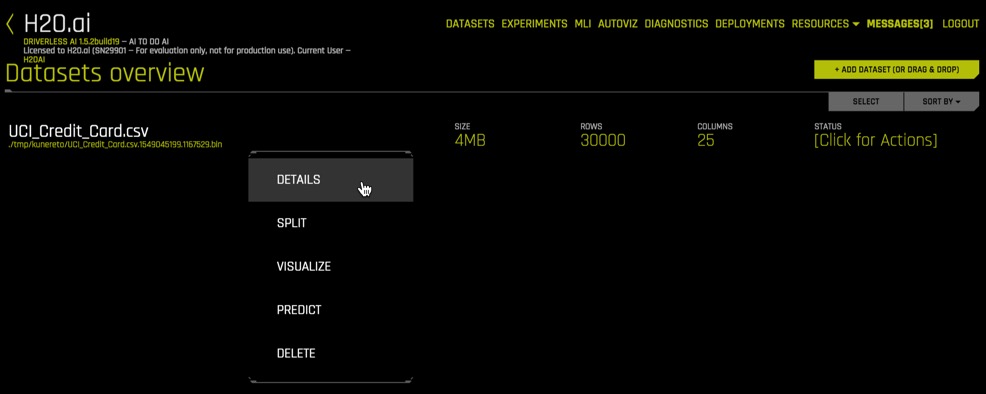 H2O.ai
DATASETS EXPERIMENTS MLI AUTOVIZ DIAGNOSTICS DEPLOYMENTS RESOURCES MESSAGES[3] LOGOUT
DRIVERLESS AI 1.5.2build19 – AI TO DO AI
Licensed to H2O.ai (SN29901 – For evaluation only, not for production use). Current User –
H2OAI
Datasets overview
+ ADD DATASET (OR DRAG & DROP)
SELECT
SORT BY
UCI_Credit_Card.csv
./tmp/kunereto/UCI_Credit_Card.csv.1549045199.1167529.bin
SIZE
4MB
ROWS
30000
COLUMNS
25
STATUS
[Click for Actions]
DETAILS
SPLIT
VISUALIZE
PREDICT
DELETE